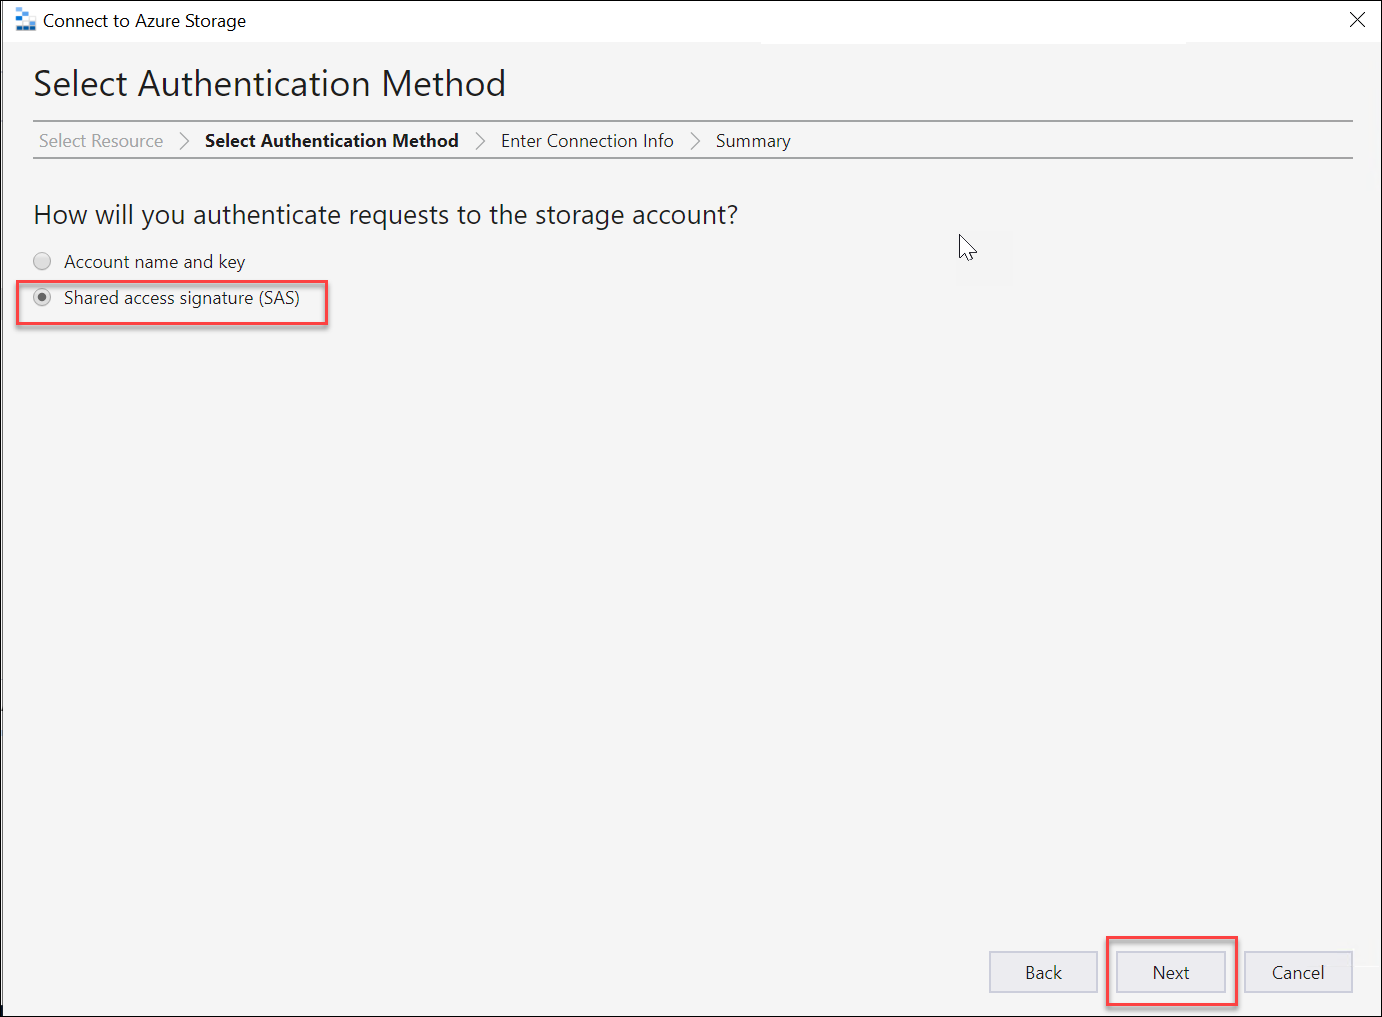 Connect to Azure Storage
Select Authentication Method
Select Resource Select Authentication Method Enter Connection Info Summary
How will you authenticate requests to the storage account?
Account name and key
Shared access signature (SAS)
Back Next Cancel